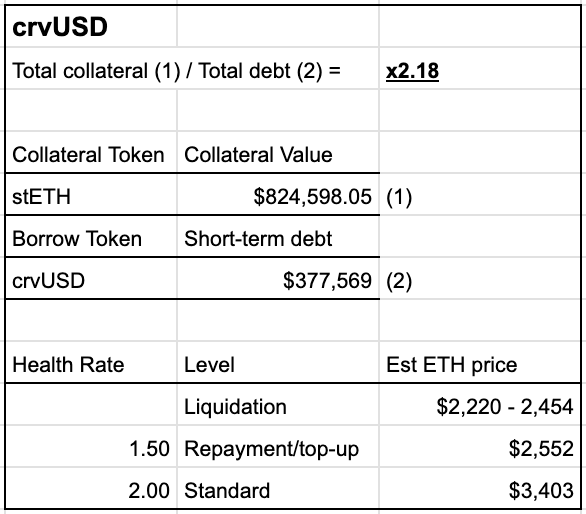 crvUSD
Total collateral (1) / Total debt (2) = x2.18
Collateral Token Collateral Value
stETH $824,598.05 (1)
Borrow Token Short-term debt
crvUSD $377,569 (2)
Health Rate Level Est ETH price
Liquidation $2,220 - 2,454
1.50 Repayment/top-up $2,552
2.00 Standard $3,403